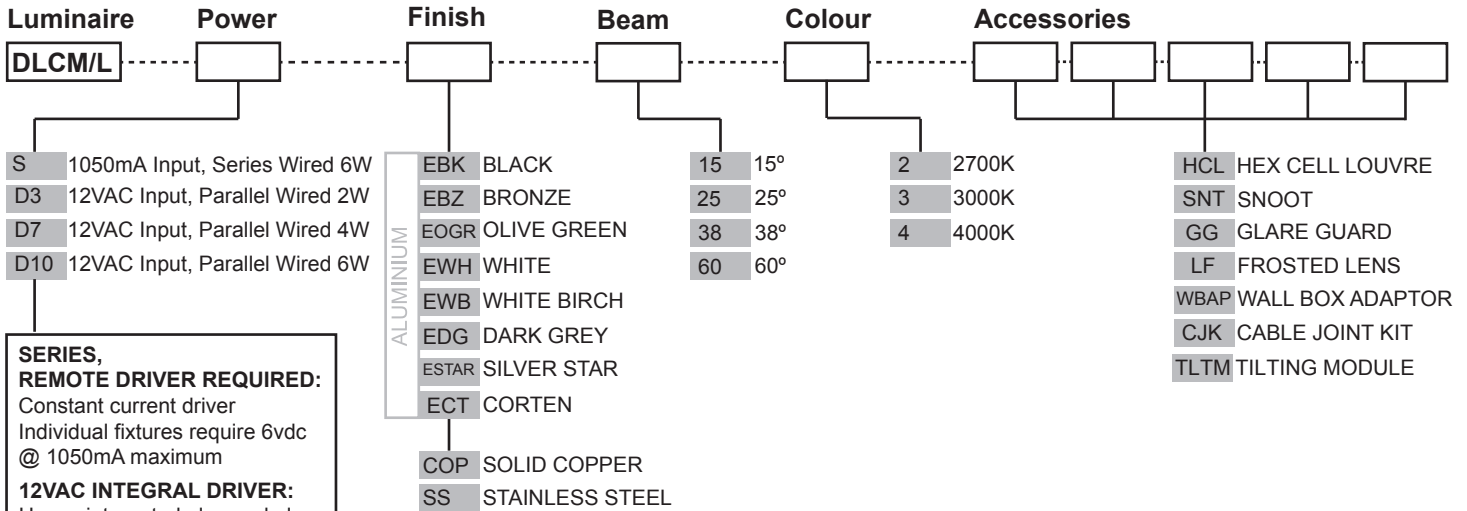 Luminaire Power Finish Beam Colour Accessories
DLCM/L
S 1050mA Input, Series Wired 6W
D3 12VAC Input, Parallel Wired 2W
D7 12VAC Input, Parallel Wired 4W
D10 12VAC Input, Parallel Wired 6W
SERIES,
REMOTE DRIVER REQUIRED:
Constant current driver
Individual fixtures require 6vdc
@ 1050mA maximum
12VAC INTEGRAL DRIVER:
ALUMINIUM
EBK BLACK
EBZ BRONZE
EOGR OLIVE GREEN
EWH WHITE
EWB WHITE BIRCH
EDG DARK GREY
ESTAR SILVER STAR
ECT CORTEN
COP SOLID COPPER
SS STAINLESS STEEL
15 15º
25 25º
38 38º
60 60º
2 2700K
3 3000K
4 4000K
HCL HEX CELL LOUVRE
SNT SNOOT
GG GLARE GUARD
LF FROSTED LENS
WBAP WALL BOX ADAPTOR
CJK CABLE JOINT KIT
TLTM TILTING MODULE